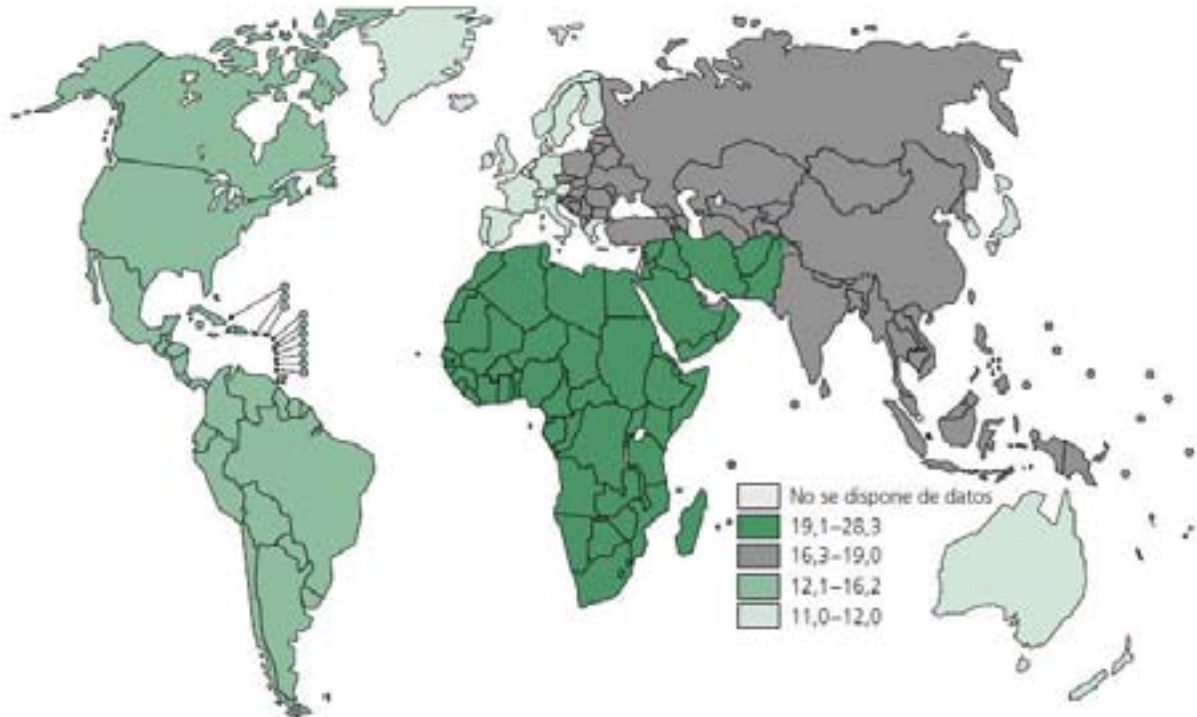 No se dispone de datos
19,1–28,3
16,3–19,0
12,1–16,2
11,0–12,0